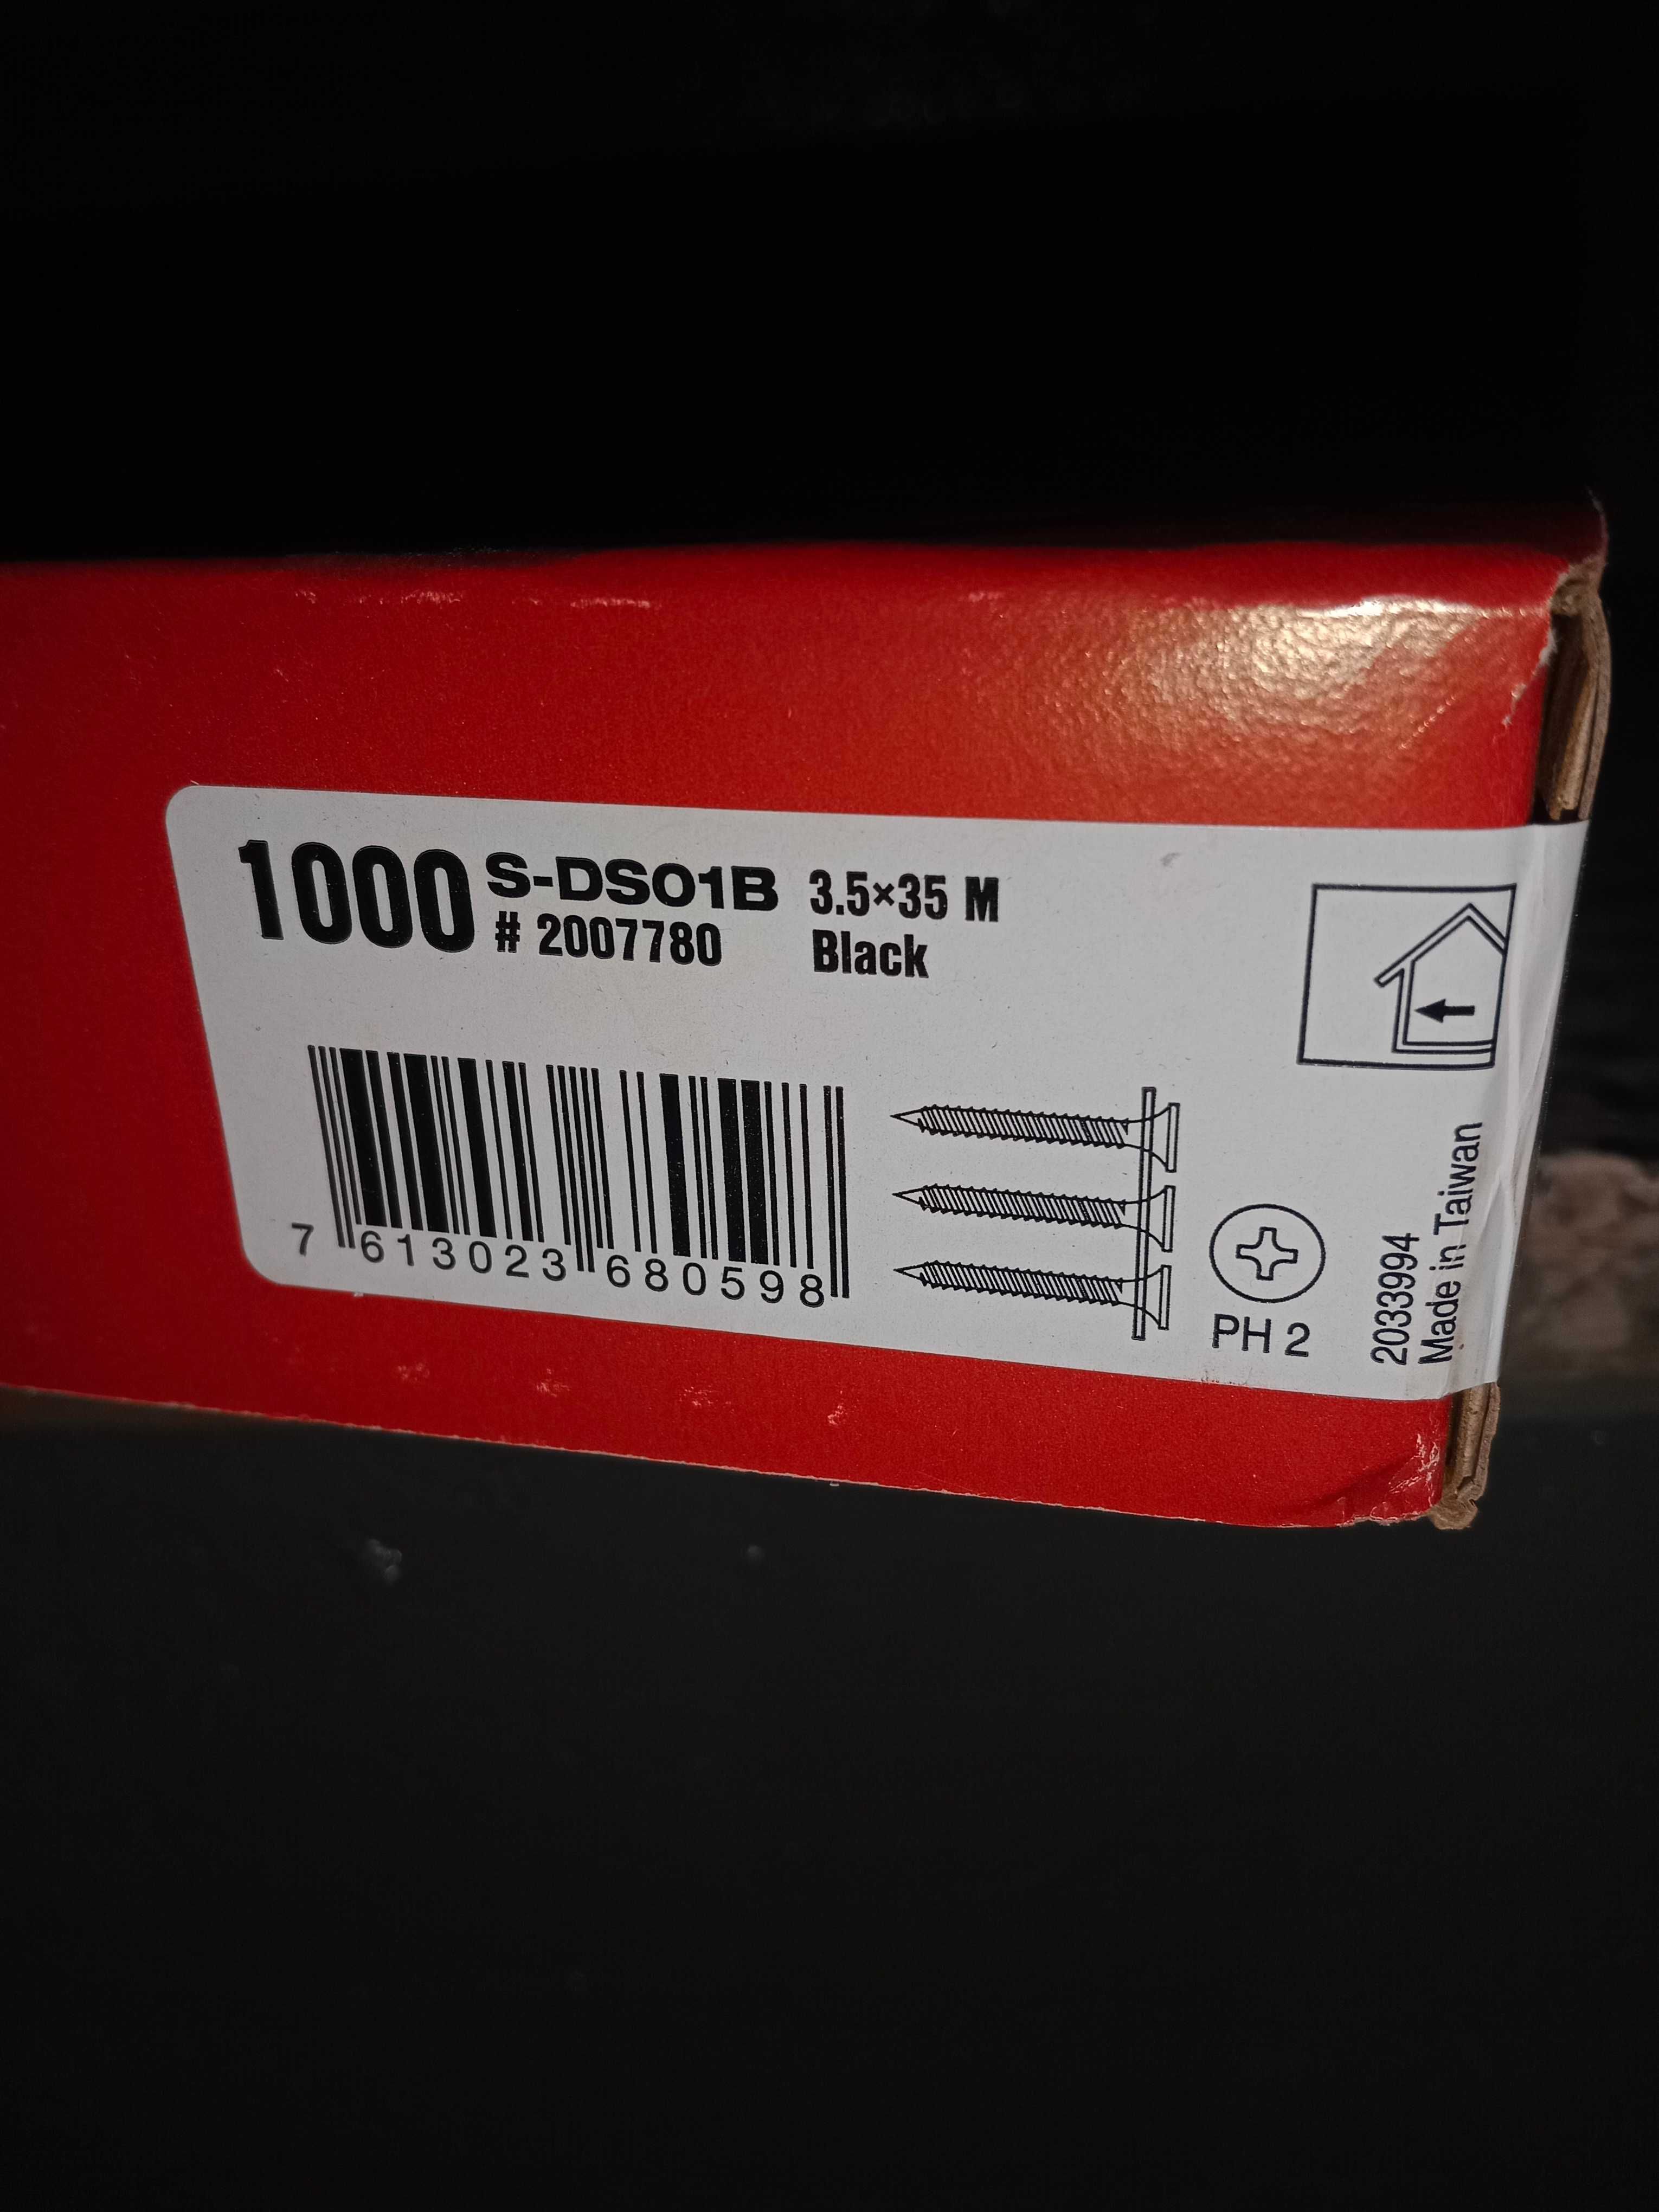 1000 S-DS01B 3.5×35 M
# 2007780 Black
7 613023 680598
PH 2
2033994
Made in Taiwan